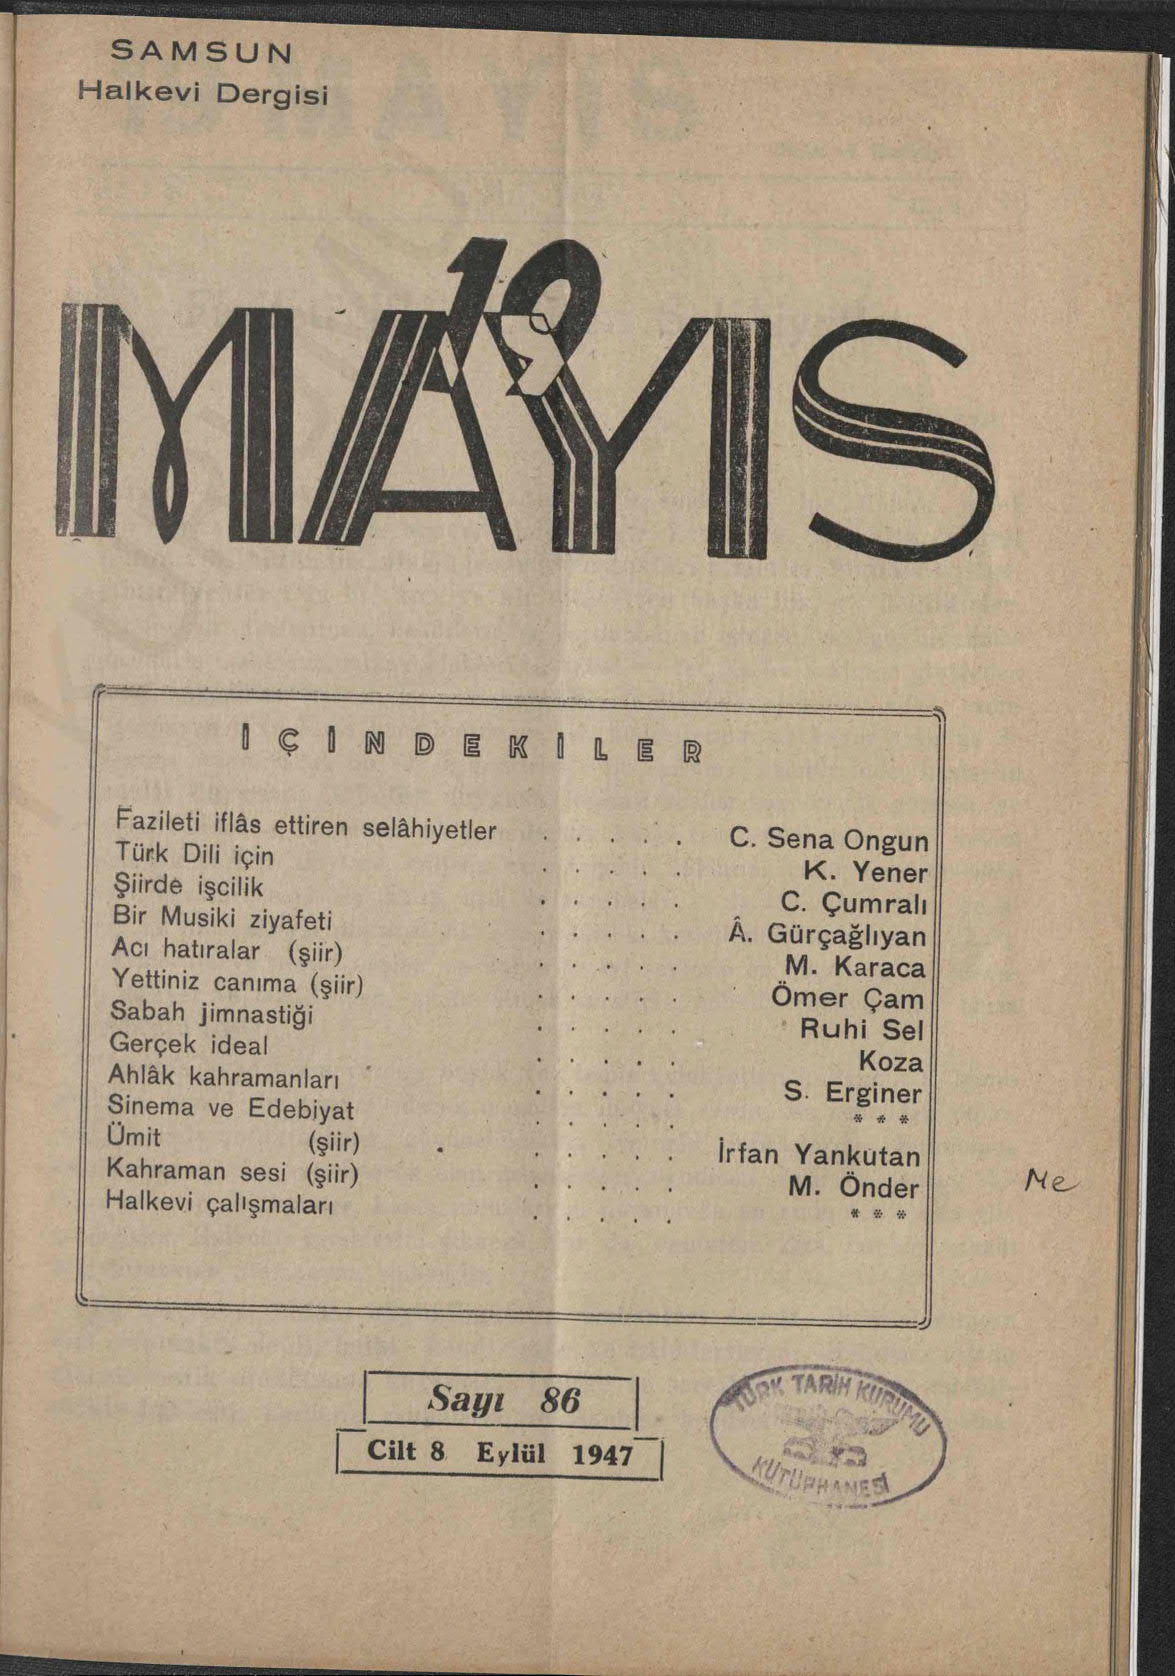 SAMSUN
Halkevi Dergisi
19 MAYIS
İÇİNDEKİLER
Fazileti iflâs ettiren selâhiyetler . . . . . C. Sena Ongun
Türk Dili için . . . . . K. Yener
Şiirde işcilik . . . . . C. Çumralı
Bir Musiki ziyafeti . . . . . Â. Gürçağlıyan
Acı hatıralar (şiir) . . . . . M. Karaca
Yettiniz canıma (şiir) . . . . . Ömer Çam
Sabah jimnastiği . . . . . Ruhi Sel
Gerçek ideal . . . . . Koza
Ahlâk kahramanları . . . . . S. Erginer
Sinema ve Edebiyat . . . . . * * *
Ümit (şiir) . . . . . İrfan Yankutan
Kahraman sesi (şiir) . . . . . M. Önder
Halkevi çalışmaları . . . . . * * *
Me
Sayı 86
Cilt 8 Eylül 1947
TÜRK TARİH KURUMU
KÜTÜPHANESİ